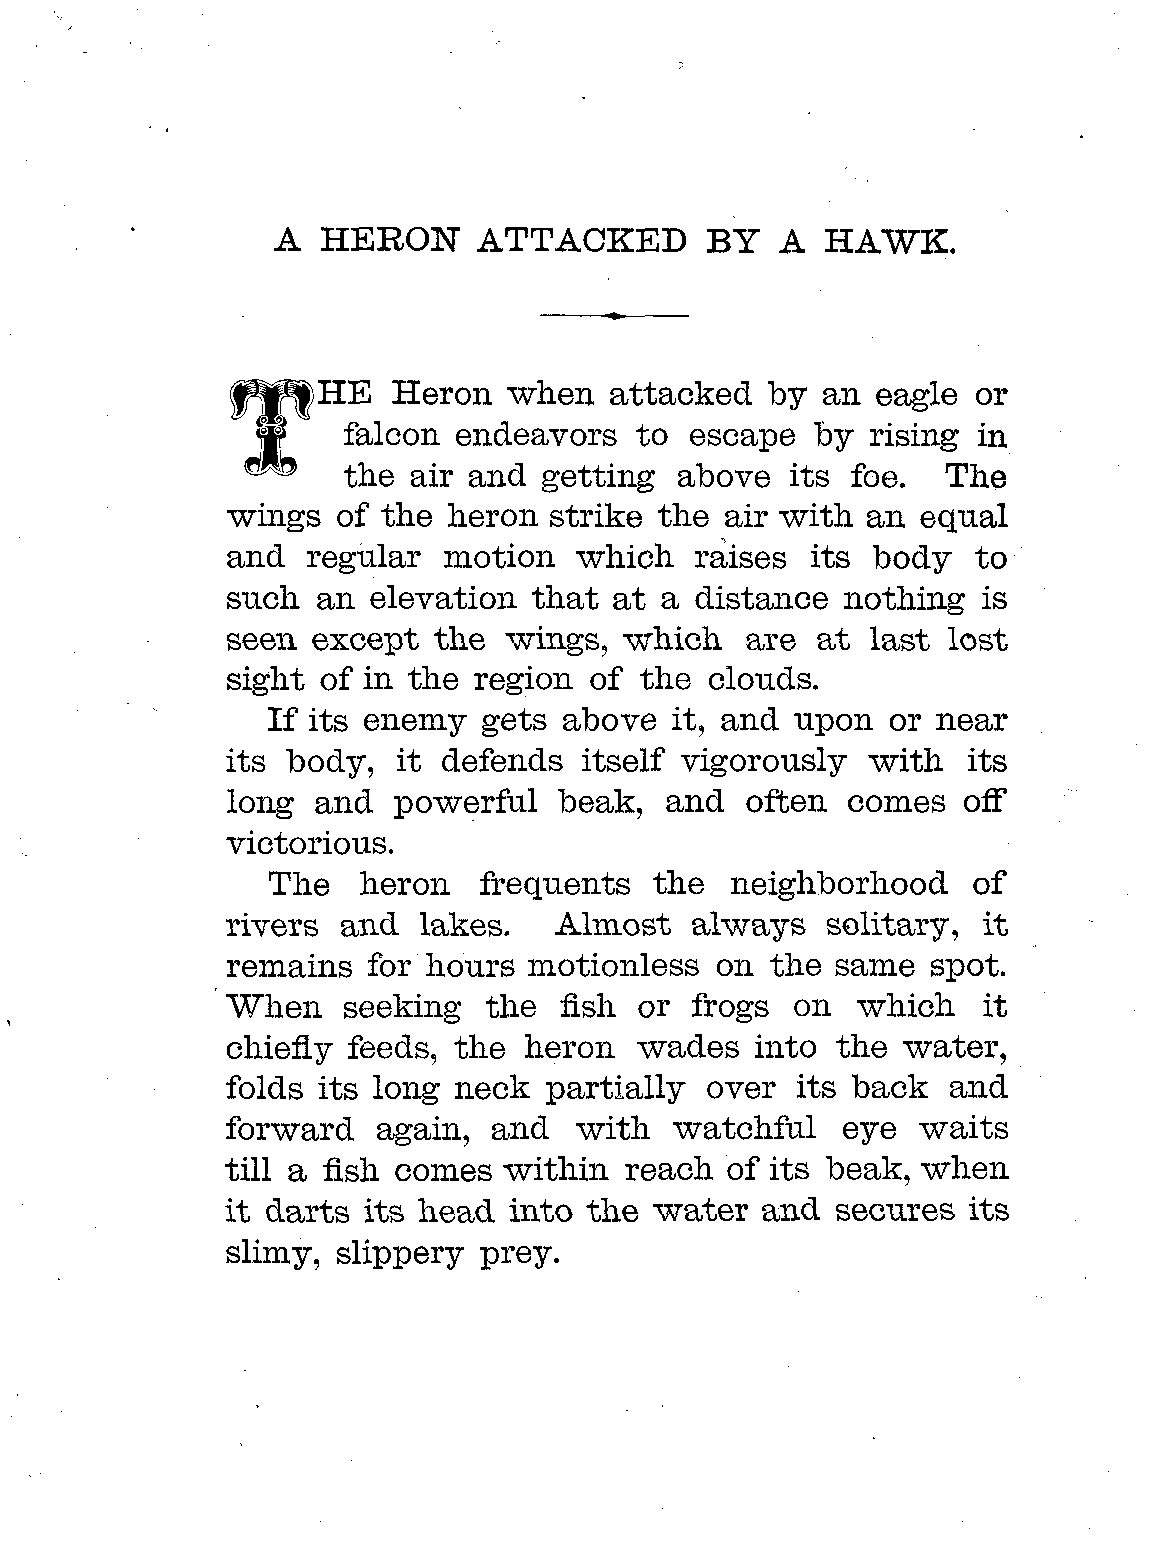 A HERON ATTACKED BY A HAWK.
THE Heron when attacked by an eagle or
falcon endeavors to escape by rising in
the air and getting above its foe. The
wings of the heron strike the air with an equal
and regular motion which raises its body to
such an elevation that at a distance nothing is
seen except the wings, which are at last lost
sight of in the region of the clouds.
If its enemy gets above it, and upon or near
its body, it defends itself vigorously with its
long and powerful beak, and often comes off
victorious.
The heron frequents the neighborhood of
rivers and lakes. Almost always solitary, it
remains for hours motionless on the same spot.
When seeking the fish or frogs on which it
chiefly feeds, the heron wades into the water,
folds its long neck partially over its back and
forward again, and with watchful eye waits
till a fish comes within reach of its beak, when
it darts its head into the water and secures its
slimy, slippery prey.